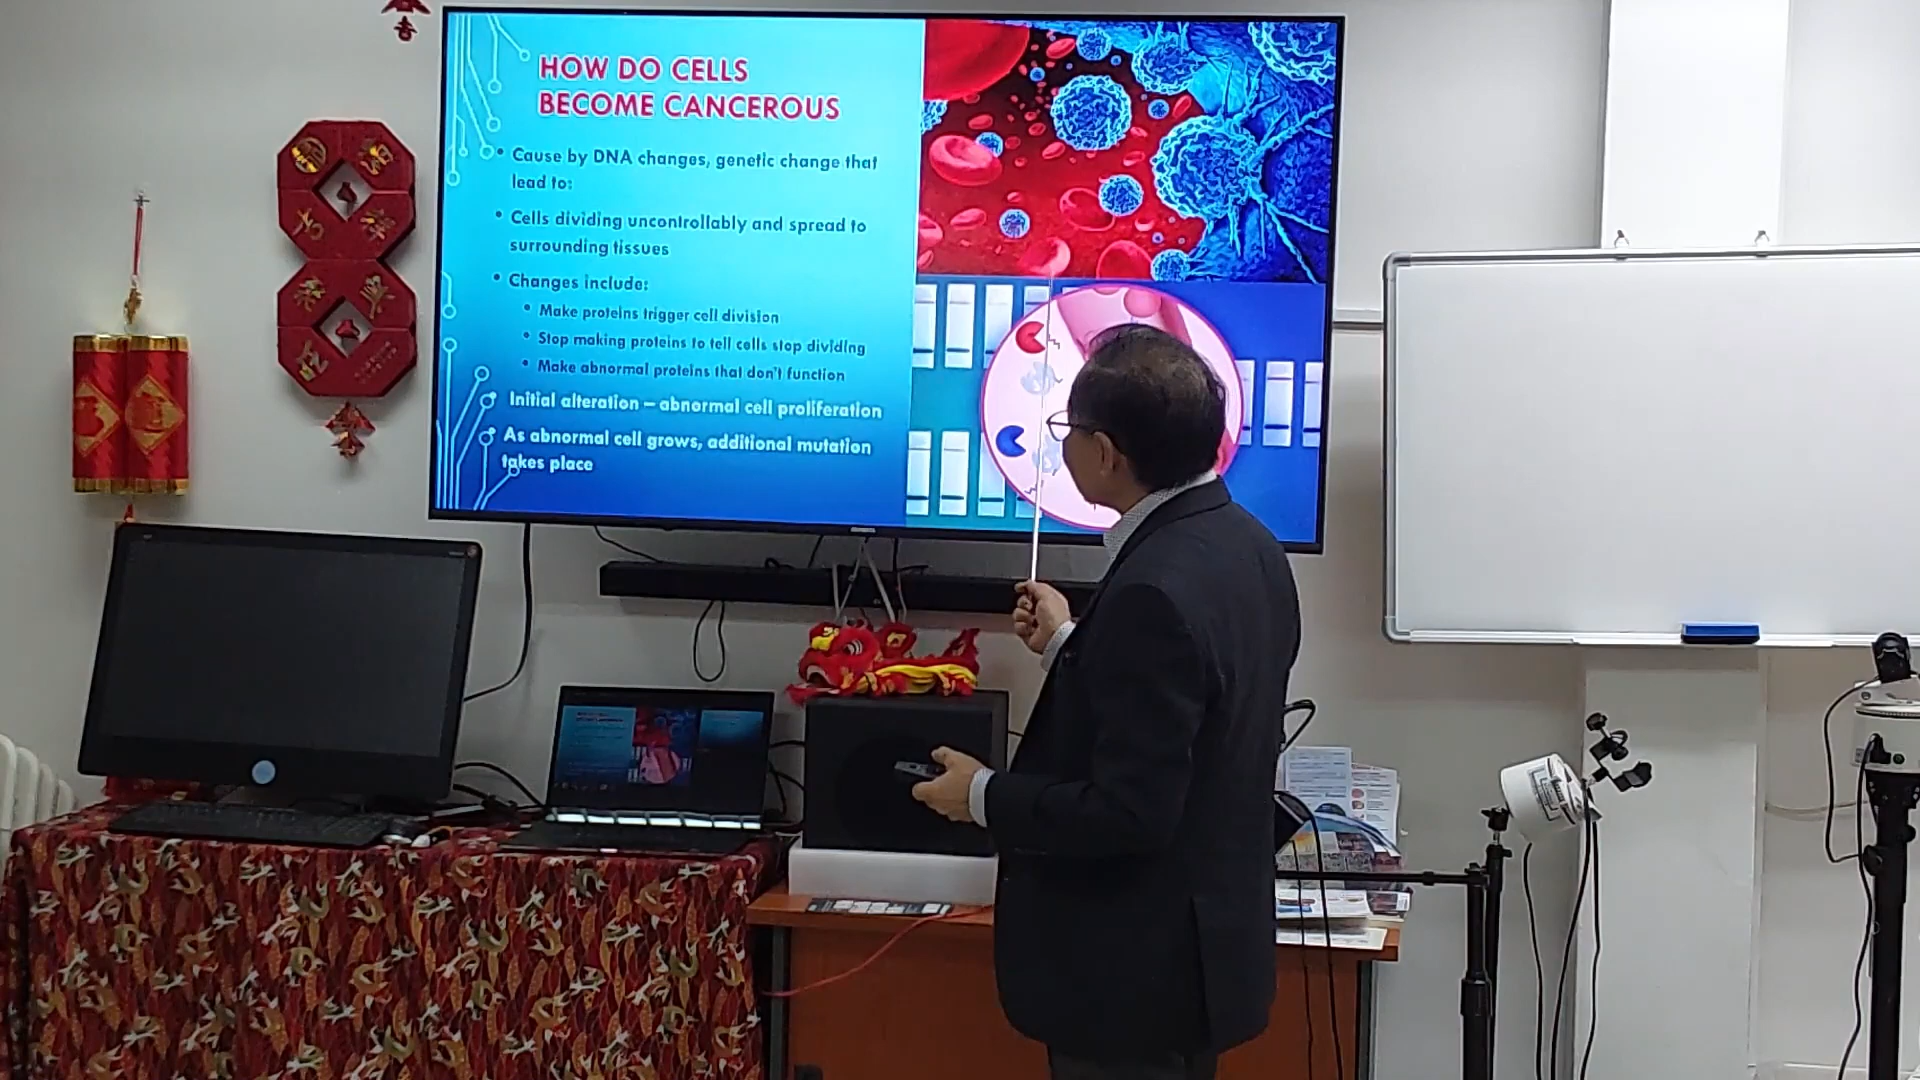 HOW DO CELLS
BECOME CANCEROUS
• Cause by DNA changes, genetic change that
lead to:
• Cells dividing uncontrollably and spread to
surrounding tissues
• Changes include:
• Make proteins trigger cell division
• Stop making proteins to tell cells stop dividing
• Make abnormal proteins that don't function
• Initial alteration – abnormal cell proliferation
• As abnormal cell grows, additional mutation
takes place